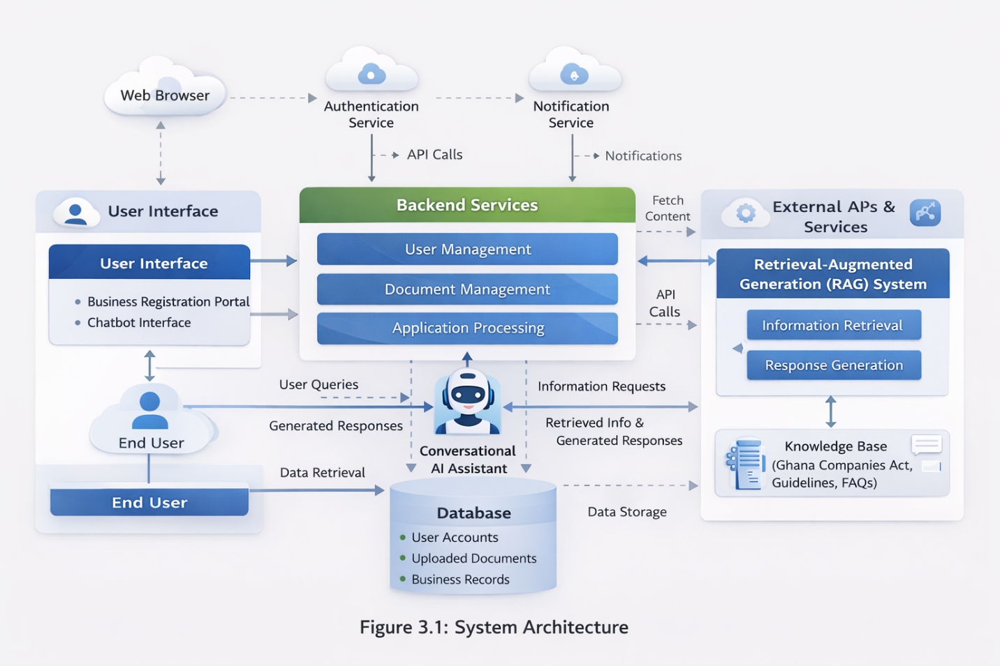 Web Browser
Authentication
Service
Notification
Service
API Calls
Notifications
User Interface
User Interface
• Business Registration Portal
• Chatbot Interface
Backend Services
User Management
Document Management
Application Processing
Fetch
Content
API
Calls
External APIs &
Services
Retrieval-Augmented
Generation (RAG) System
Information Retrieval
Response Generation
User Queries
Generated Responses
Information Requests
Retrieved Info &
Generated Responses
Conversational
AI Assistant
End User
End User
Data Retrieval
Database
• User Accounts
• Uploaded Documents
• Business Records
Data Storage
Knowledge Base
(Ghana Companies Act,
Guidelines, FAQs)
Figure 3.1: System Architecture